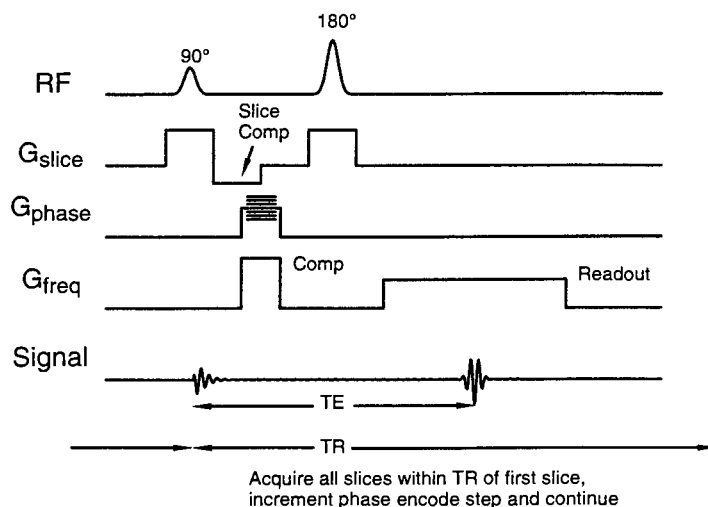 90°
180°
RF
Slice
Comp
Gslice
Gphase
Comp
Readout
Gfreq
Signal
TE
TR
Acquire all slices within TR of first slice,
increment phase encode step and continue